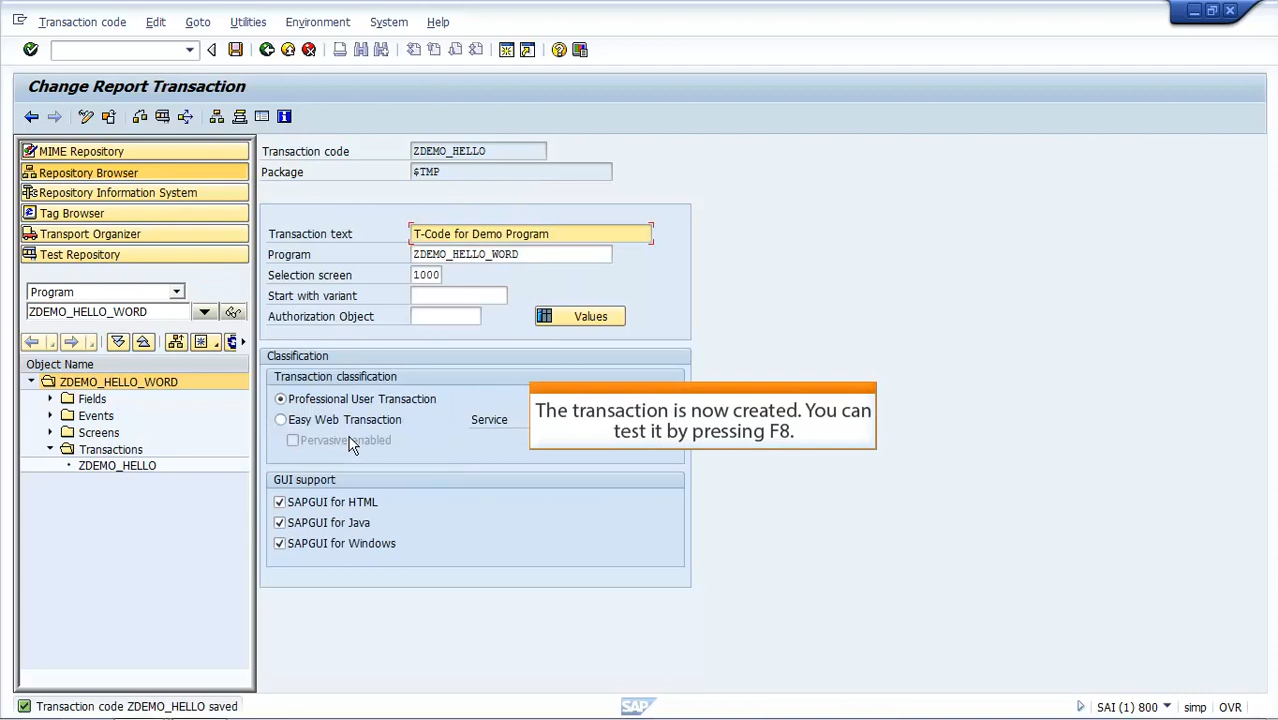 Transaction code Edit Goto Utilities Environment System Help
Change Report Transaction
MIME Repository
Repository Browser
Repository Information System
Tag Browser
Transport Organizer
Test Repository
Program
ZDEMO_HELLO_WORD
Object Name
ZDEMO_HELLO_WORD
Fields
Events
Screens
Transactions
ZDEMO_HELLO
Transaction code ZDEMO_HELLO
Package $TMP
Transaction text T-Code for Demo Program
Program ZDEMO_HELLO_WORD
Selection screen 1000
Start with variant
Authorization Object Values
Classification
Transaction classification
Professional User Transaction
Easy Web Transaction Service
Pervasive enabled
The transaction is now created. You can
test it by pressing F8.
GUI support
SAPGUI for HTML
SAPGUI for Java
SAPGUI for Windows
Transaction code ZDEMO_HELLO saved
SAP
SAI (1) 800 simp OVR